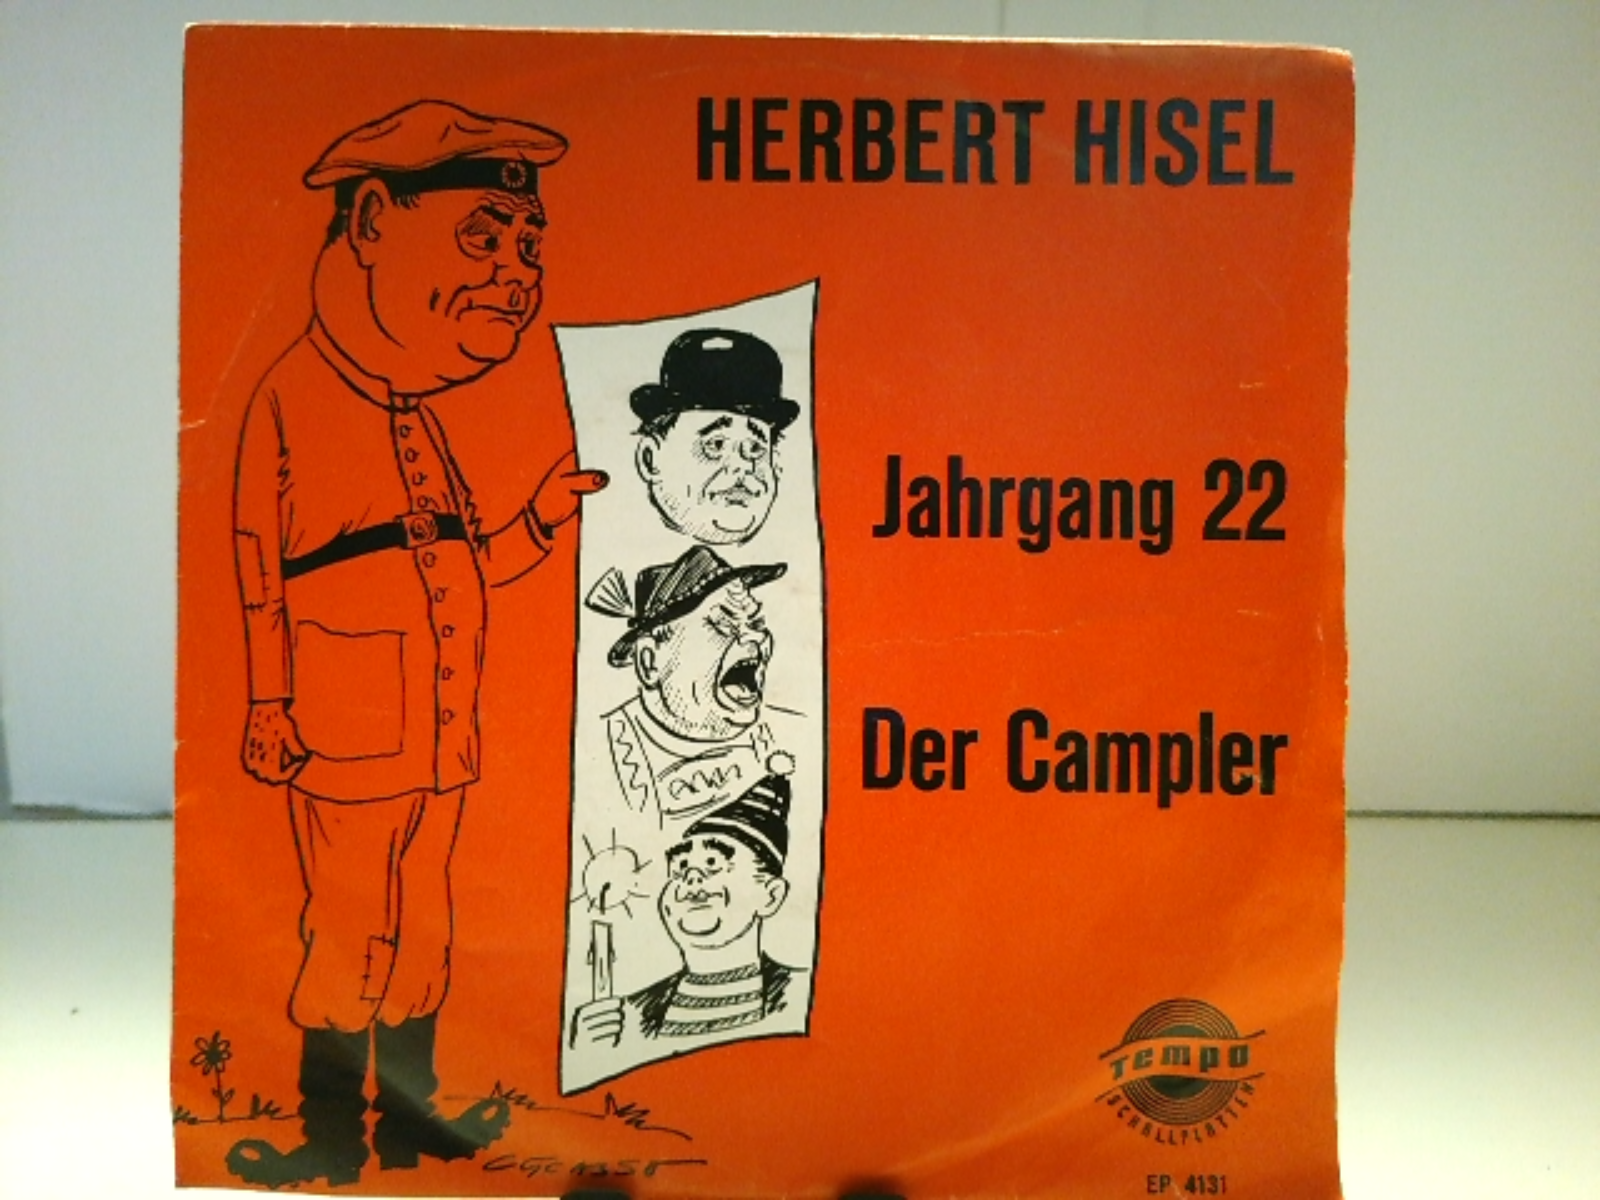 HERBERT HISEL
Jahrgang 22
Der Campler
Tempo
SCHALLPLATTEN
EP 4131